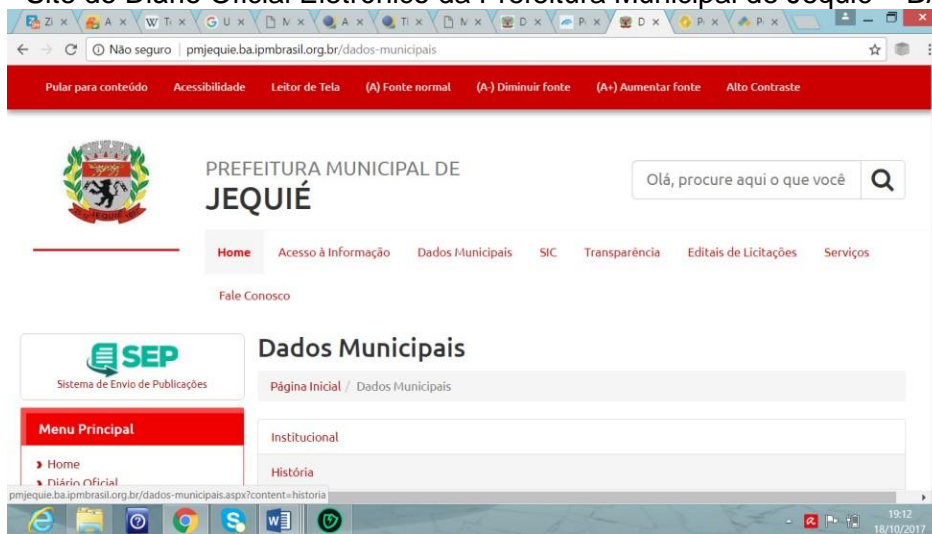 Site do Diário Oficial Eletrônico da Prefeitura Municipal de Jequié – BA
Não seguro | pmjequie.ba.ipmbrasil.org.br/dados-municipais
Pular para conteúdo Acessibilidade Leitor de Tela (A) Fonte normal (A-) Diminuir fonte (A+) Aumentar fonte Alto Contraste
PREFEITURA MUNICIPAL DE
JEQUIÉ
Olá, procure aqui o que você
Home Acesso à Informação Dados Municipais SIC Transparência Editais de Licitações Serviços
Fale Conosco
SEP
Sistema de Envio de Publicações
Dados Municipais
Página Inicial / Dados Municipais
Menu Principal
Institucional
Home
História
Diário Oficial
pmjequie.ba.ipmbrasil.org.br/dados-municipais.aspx?content=historia
19:12
18/10/2017